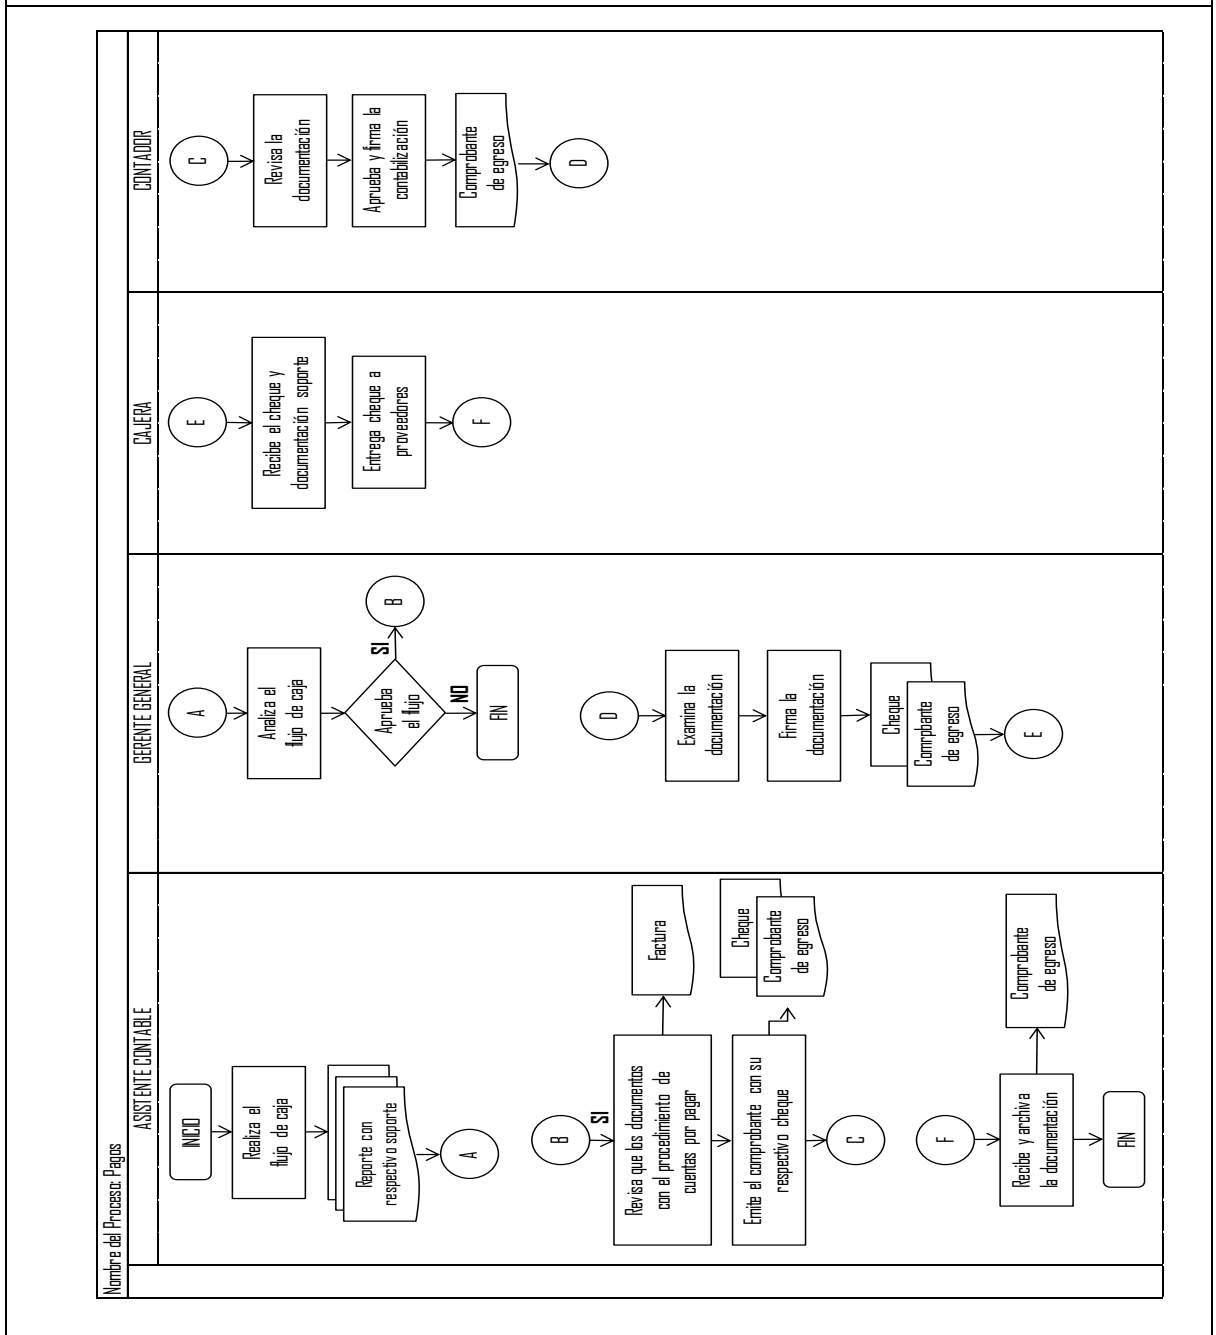 Nombre del Proceso: Pagos
ASISTENTE CONTABLE
GERENTE GENERAL
CAJERA
CONTADOR
INICIO
Realiza el
flujo de caja
Reporte con
respectivo soporte
A
B
SI
Revisa que los documentos
con el procedimiento de
cuentas por pagar
Factura
Emite el comprobante con su
respectivo cheque
Cheque
Comprobante
de egreso
C
F
Recibe y archiva
la documentación
Comprobante
de egreso
FIN
A
Analiza el
flujo de caja
Aprueba
el flujo
SI
B
NO
FIN
D
Examina la
documentación
Firma la
documentación
Cheque
Comprobante
de egreso
E
E
Recibe el cheque y
documentación soporte
Entrega cheque a
proveedores
F
C
Revisa la
documentación
Aprueba y firma la
contabilización
Comprobante
de egreso
D